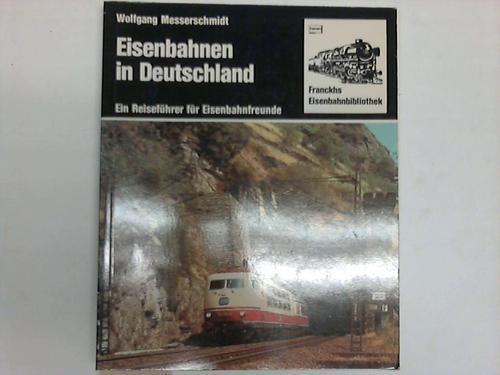 Wolfgang Messerschmidt
Eisenbahnen
in Deutschland
Ein Reiseführer für Eisenbahnfreunde
Franckhs
Eisenbahnbibliothek